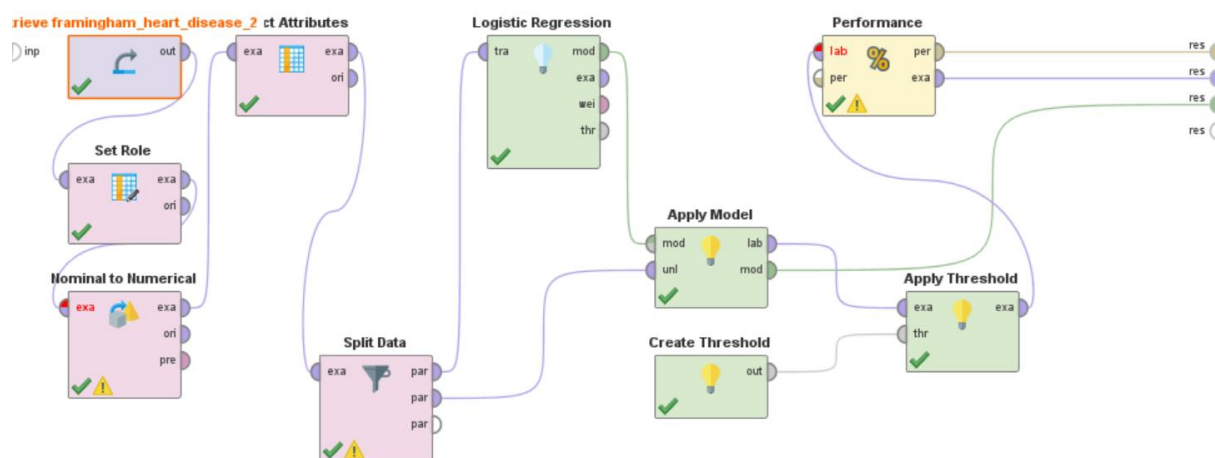 rieve framingham_heart_disease_2
ct Attributes
Logistic Regression
Performance
inp
out
exa
exa
ori
tra
mod
exa
wei
thr
lab
per
per
exa
res
res
res
res
Set Role
exa
exa
ori
Apply Model
mod
lab
unl
mod
Nominal to Numerical
exa
exa
ori
pre
Apply Threshold
exa
exa
thr
Split Data
exa
par
par
par
Create Threshold
out
%